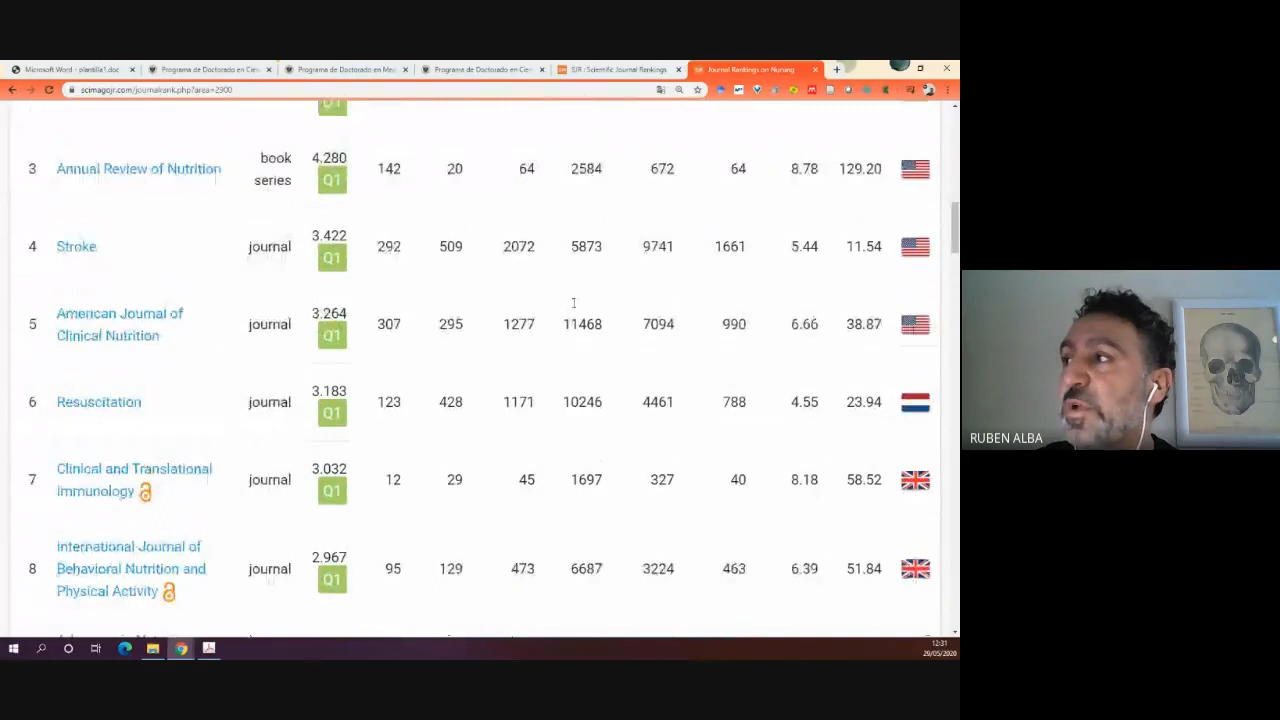 Microsoft Word - plantilla1.doc
Programa de Doctorado en Cien
Programa de Doctorado en Me
Programa de Doctorado en Cien
SJR : Scientific Journal Rankings
Journal Rankings on Nursing
scimagojr.com/journalrank.php?area=2900
Q1
3 Annual Review of Nutrition book series 4.280 Q1 142 20 64 2584 672 64 8.78 129.20
4 Stroke journal 3.422 Q1 292 509 2072 5873 9741 1661 5.44 11.54
5 American Journal of Clinical Nutrition journal 3.264 Q1 307 295 1277 11468 7094 990 6.66 38.87
6 Resuscitation journal 3.183 Q1 123 428 1171 10246 4461 788 4.55 23.94
7 Clinical and Translational Immunology journal 3.032 Q1 12 29 45 1697 327 40 8.18 58.52
8 International Journal of Behavioral Nutrition and Physical Activity journal 2.967 Q1 95 129 473 6687 3224 463 6.39 51.84
12:31
29/05/2020
RUBEN ALBA